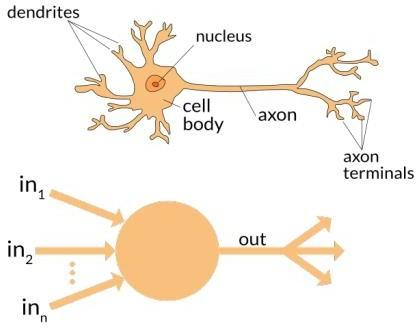 dendrites
nucleus
cell
body
axon
axon
terminals
in1
in2
out
inn